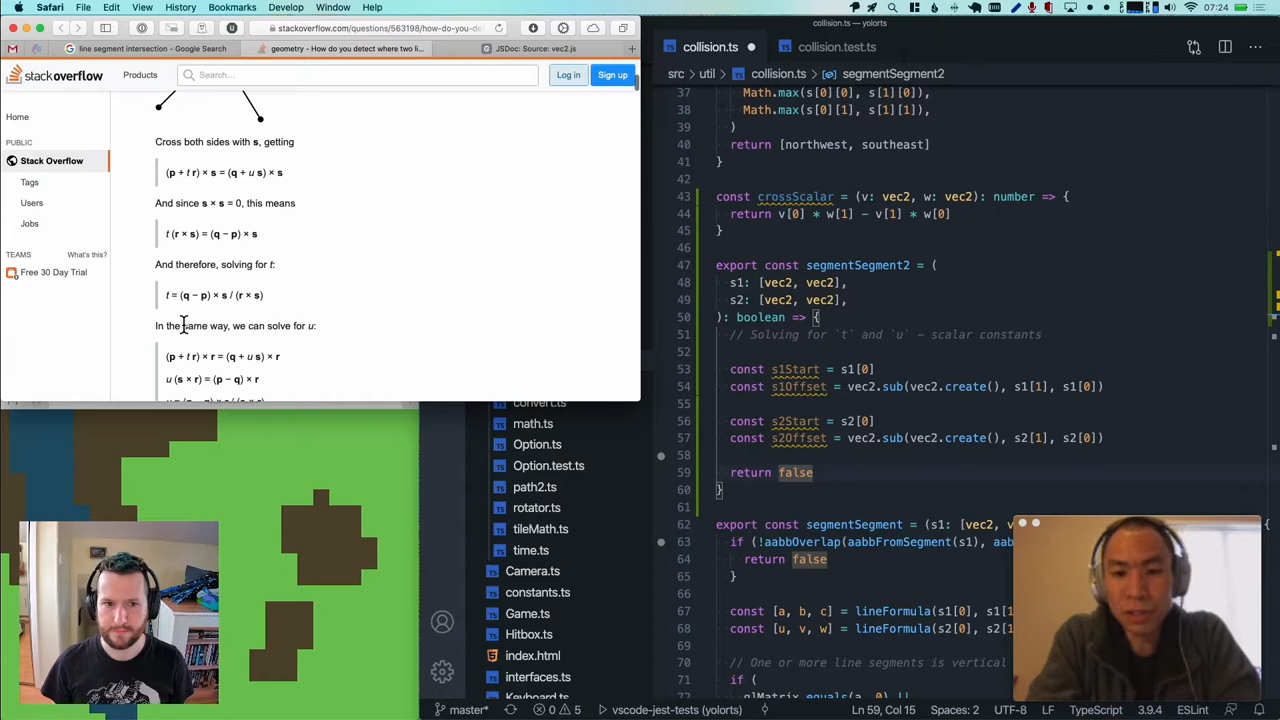 Safari File Edit View History Bookmarks Develop Window Help 07:24
stackoverflow.com/questions/563198/how-do-you-de
line segment intersection - Google Search
geometry - How do you detect where two li...
JSDoc: Source: vec2.js
stackoverflow
Products
Search...
Log in
Sign up
Home
PUBLIC
Stack Overflow
Tags
Users
Jobs
TEAMS What's this?
Free 30 Day Trial
Cross both sides with s, getting
(p + t r) × s = (q + u s) × s
And since s × s = 0, this means
t (r × s) = (q − p) × s
And therefore, solving for t:
t = (q − p) × s / (r × s)
In the same way, we can solve for u:
(p + t r) × r = (q + u s) × r
u (s × r) = (p − q) × r
collision.ts — yolorts
collision.ts
collision.test.ts
src > util > collision.ts > segmentSegment2
37 Math.max(s[0][0], s[1][0]),
38 Math.max(s[0][1], s[1][1]),
39 )
40 return [northwest, southeast]
41 }
42
43 const crossScalar = (v: vec2, w: vec2): number => {
44 return v[0] * w[1] - v[1] * w[0]
45 }
46
47 export const segmentSegment2 = (
48 s1: [vec2, vec2],
49 s2: [vec2, vec2],
50 ): boolean => {
51 // Solving for `t` and `u` - scalar constants
52
53 const s1Start = s1[0]
54 const s1Offset = vec2.sub(vec2.create(), s1[1], s1[0])
55
56 const s2Start = s2[0]
57 const s2Offset = vec2.sub(vec2.create(), s2[1], s2[0])
58
59 return false
60 }
61
62 export const segmentSegment = (s1: [vec2, v
63 if (!aabbOverlap(aabbFromSegment(s1), aa
64 return false
65 }
66
67 const [a, b, c] = lineFormula(s1[0], s1[
68 const [u, v, w] = lineFormula(s2[0], s2[
69
70 // One or more line segments is vertical
71 if (
72 glMatrix.equals(a, 0) ||
convert.ts
math.ts
Option.ts
Option.test.ts
path2.ts
rotator.ts
tileMath.ts
time.ts
Camera.ts
constants.ts
Game.ts
Hitbox.ts
index.html
interfaces.ts
Keyboard.ts
master* 0 5 vscode-jest-tests (yolorts) Ln 59, Col 15 Spaces: 2 UTF-8 LF TypeScript 3.9.4